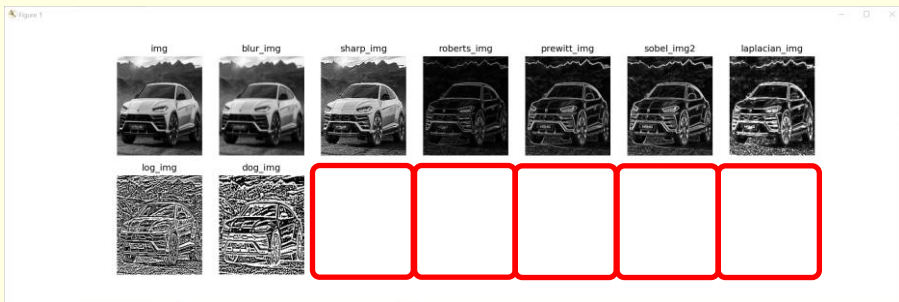 Figure 1
img blur_img sharp_img roberts_img prewitt_img sobel_img2 laplacian_img
log_img dog_img